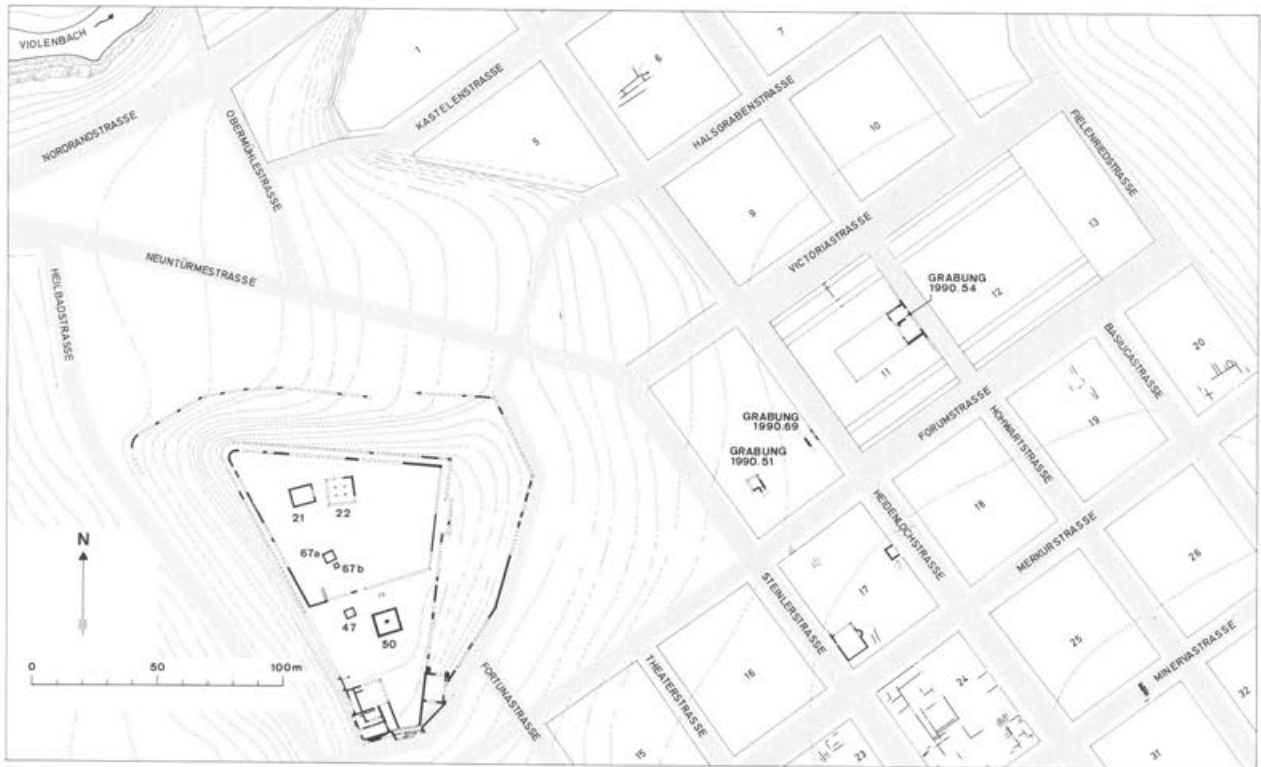 VIOLENBACH
1
6
7
KASTELENSTRASSE
NORDRANDSTRASSE
OBERMÜHLESTRASSE
5
HALSGRABENSTRASSE
10
FIELENRIEDSTRASSE
9
VICTORIASTRASSE
13
NEUNTÜRMESTRASSE
HEILBADSTRASSE
GRABUNG
1990.54
12
11
BASILICASTRASSE
20
FORUMSTRASSE
HOHWARTSTRASSE
19
GRABUNG
1990.69
GRABUNG
1990.51
21
22
18
HEIDENLOCHSTRASSE
MERKURSTRASSE
26
N
67a
67b
17
47
50
STEINLERSTRASSE
25
0
50
100m
FORTUNASTRASSE
THEATERSTRASSE
16
24
MINERVASTRASSE
32
15
23
31